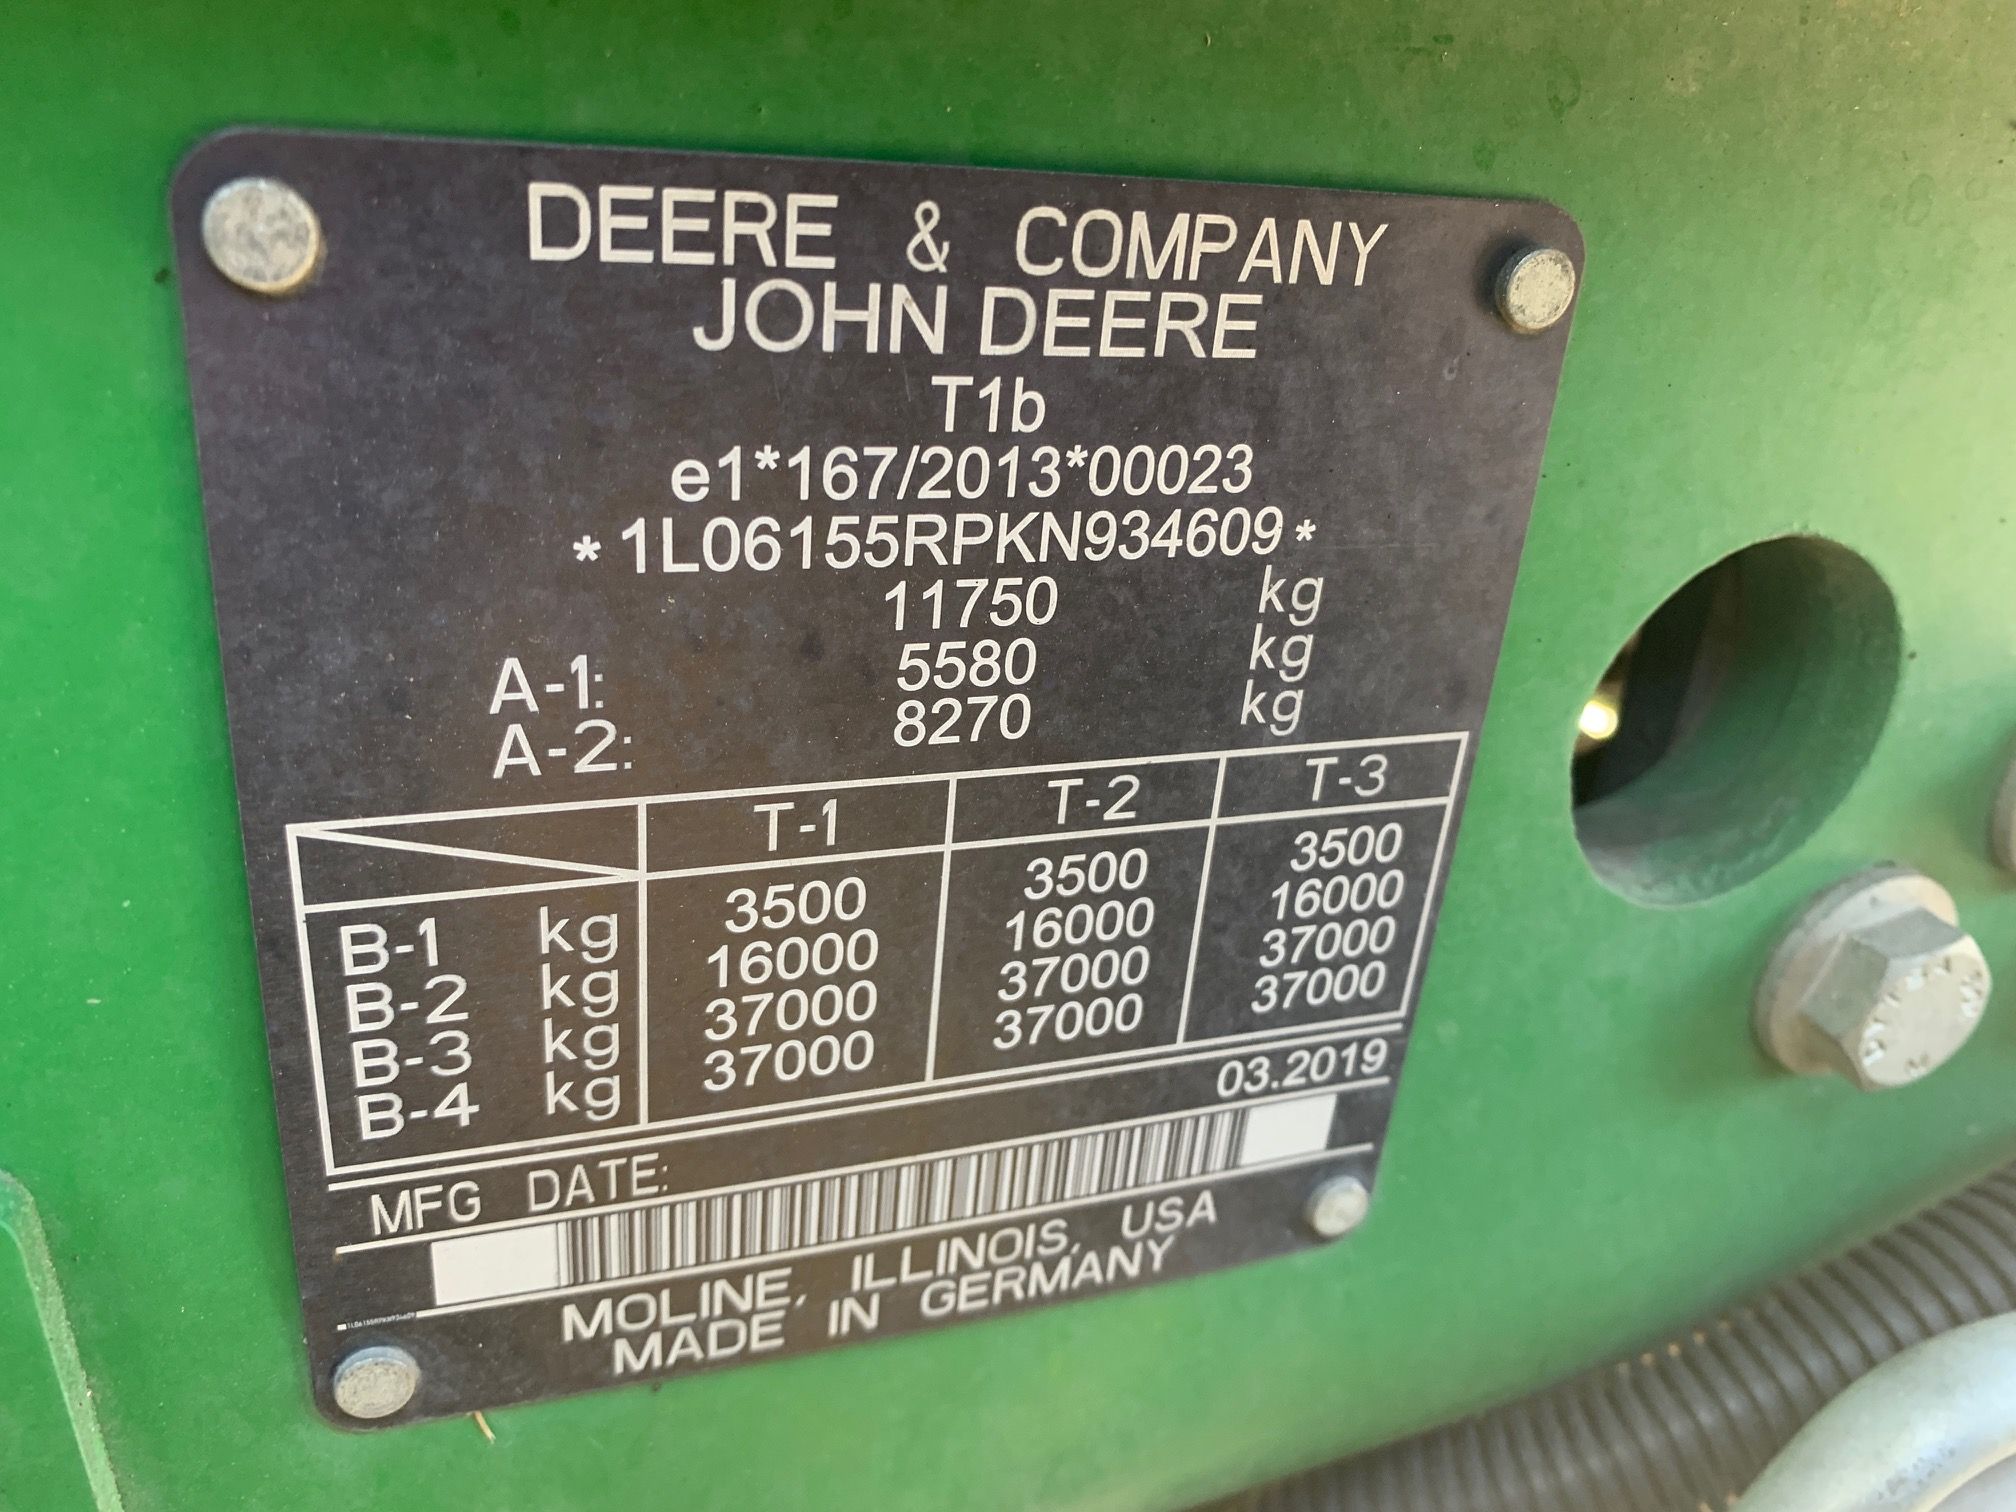 DEERE & COMPANY
JOHN DEERE
T1b
e1*167/2013*00023
*1L06155RPKN934609*
11750 kg
A-1: 5580 kg
A-2: 8270 kg
T-1 T-2 T-3
B-1 kg 3500 3500 3500
B-2 kg 16000 16000 16000
B-3 kg 37000 37000 37000
B-4 kg 37000 37000 37000
MFG DATE: 03.2019
1L06155RPKN934609
MOLINE, ILLINOIS, USA
MADE IN GERMANY